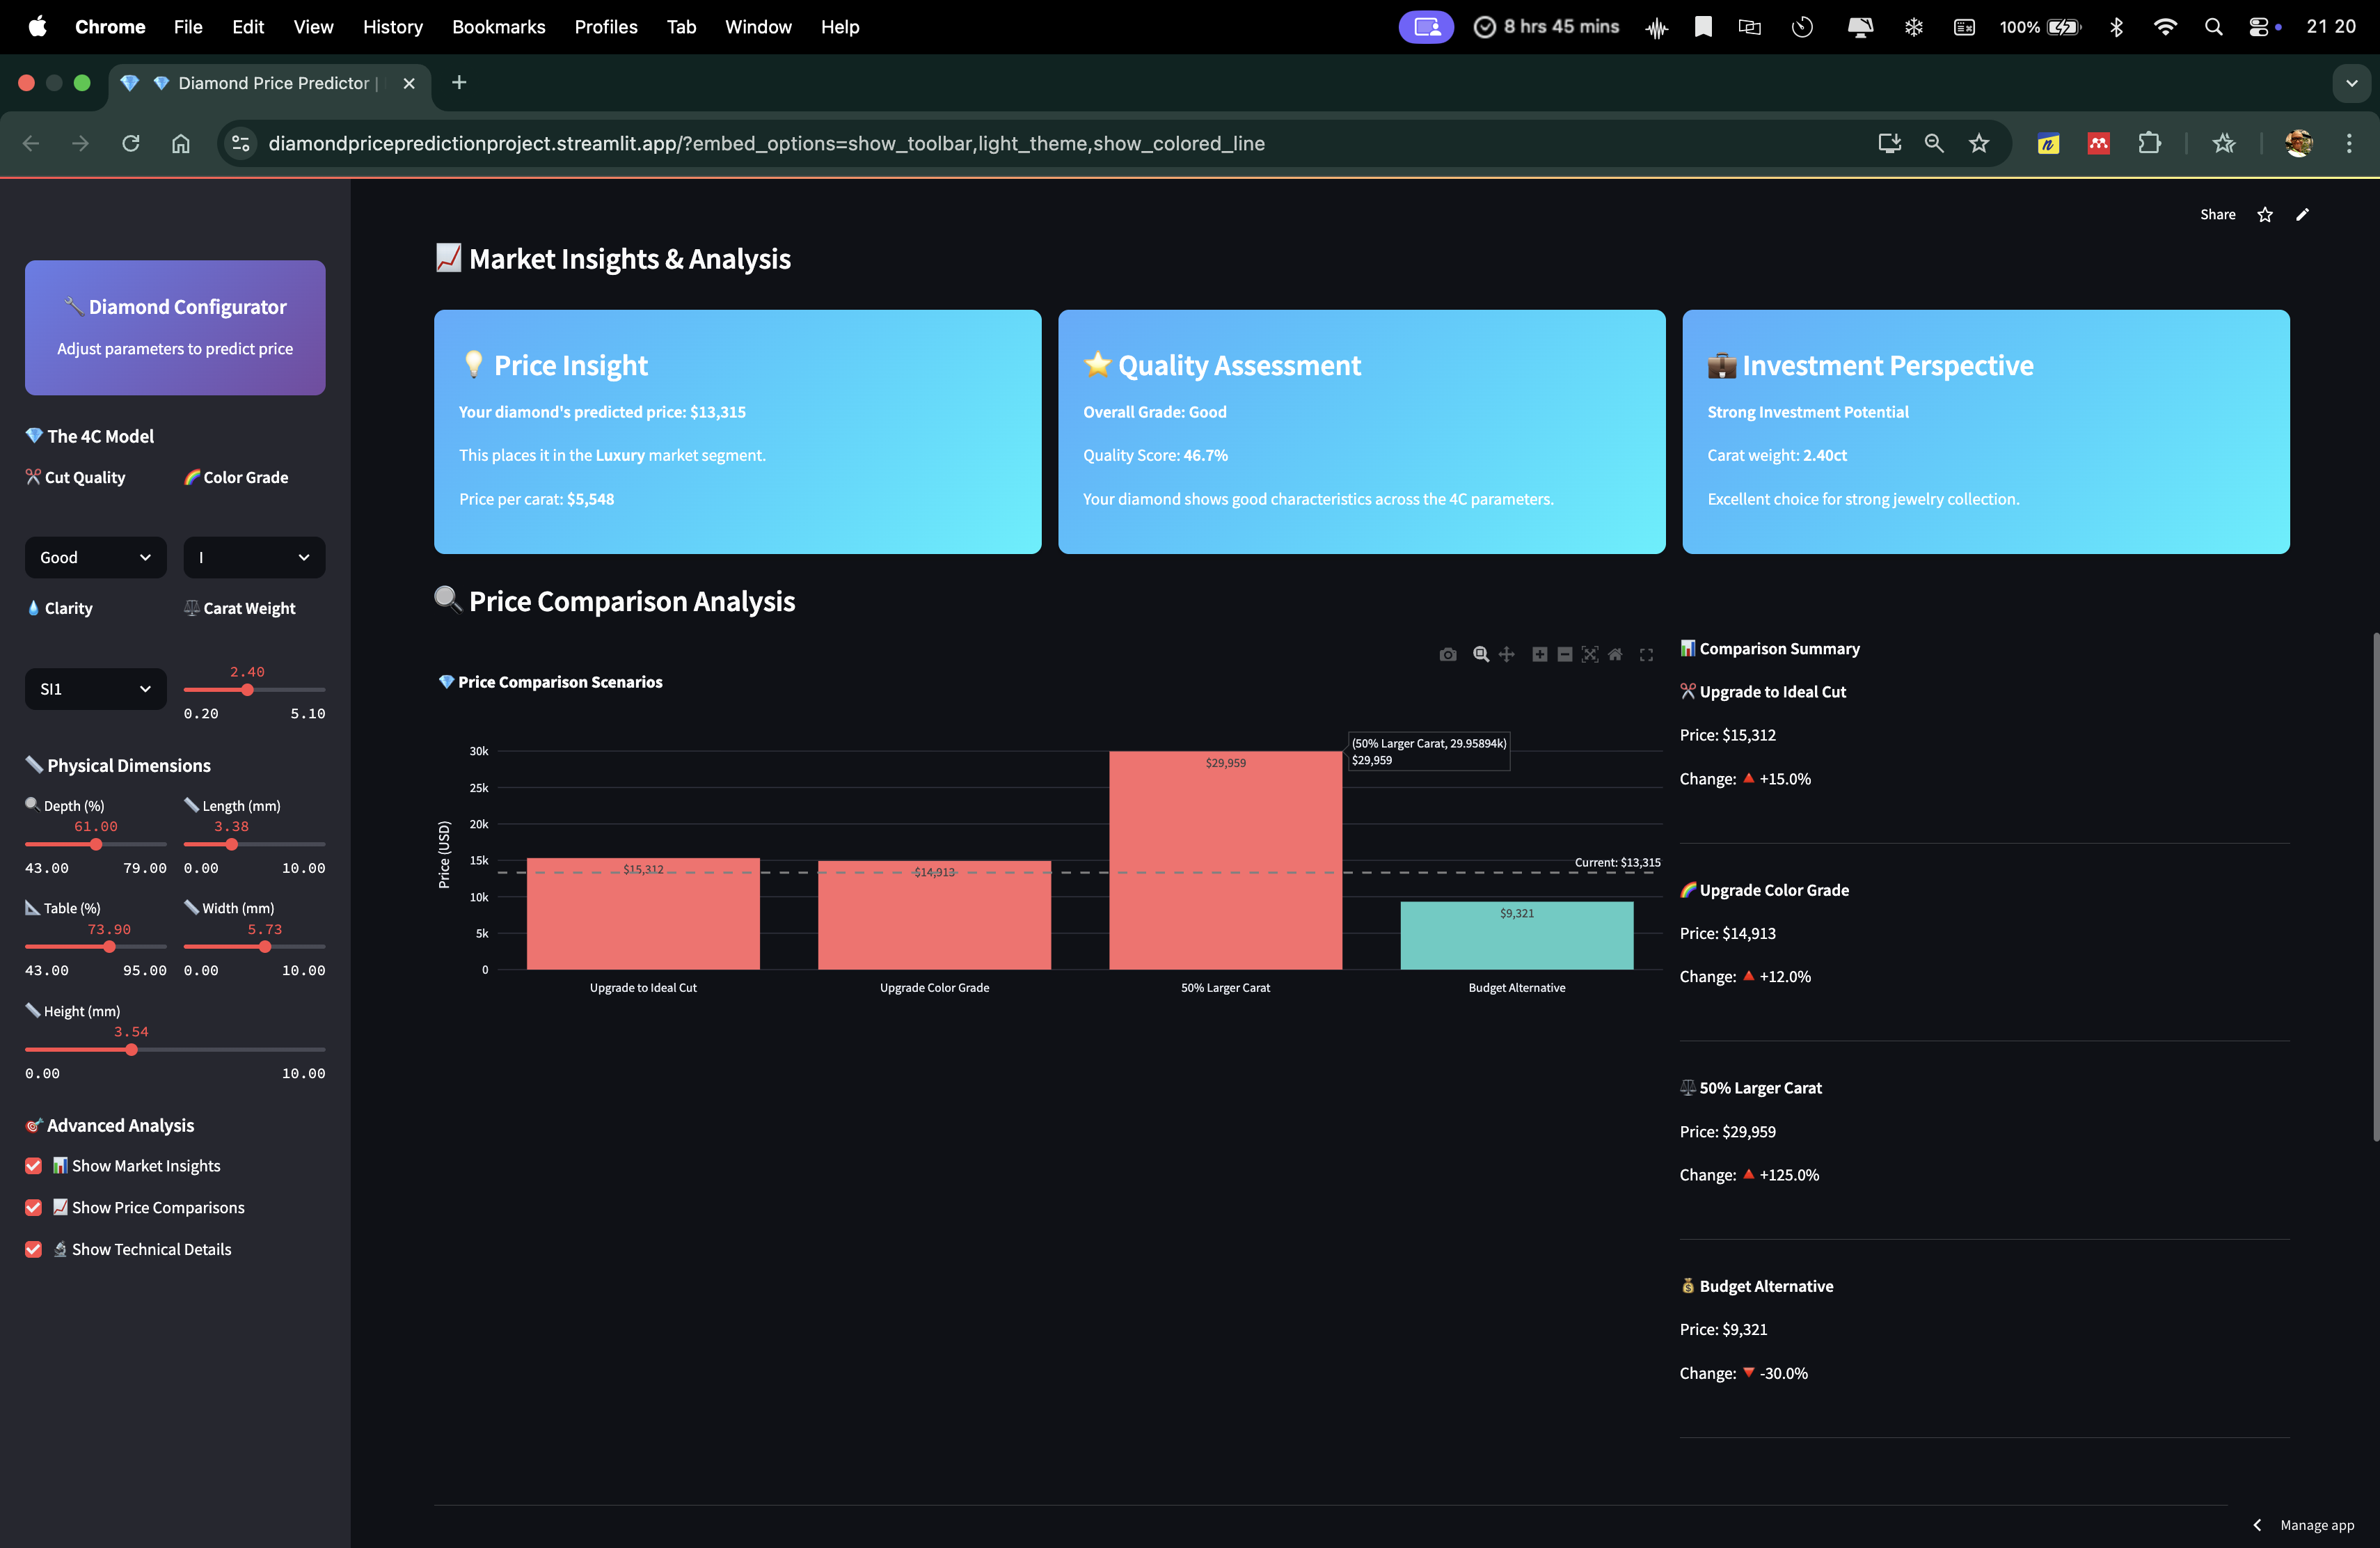 Chrome File Edit View History Bookmarks Profiles Tab Window Help 8 hrs 45 mins 100% 21 20
Diamond Price Predictor |
diamondpricepredictionproject.streamlit.app/?embed_options=show_toolbar,light_theme,show_colored_line
Share
Diamond Configurator
Adjust parameters to predict price
The 4C Model
Cut Quality
Color Grade
Good
I
Clarity
Carat Weight
SI1
2.40
0.20 5.10
Physical Dimensions
Depth (%)
61.00
43.00 79.00
Length (mm)
3.38
0.00 10.00
Table (%)
73.90
43.00 95.00
Width (mm)
5.73
0.00 10.00
Height (mm)
3.54
0.00 10.00
Advanced Analysis
Show Market Insights
Show Price Comparisons
Show Technical Details
Market Insights & Analysis
Price Insight
Your diamond's predicted price: $13,315
This places it in the Luxury market segment.
Price per carat: $5,548
Quality Assessment
Overall Grade: Good
Quality Score: 46.7%
Your diamond shows good characteristics across the 4C parameters.
Investment Perspective
Strong Investment Potential
Carat weight: 2.40ct
Excellent choice for strong jewelry collection.
Price Comparison Analysis
Price Comparison Scenarios
Price (USD)
30k
25k
20k
15k
10k
5k
0
$15,312
$14,913
$29,959
$9,321
(50% Larger Carat, 29.95894k)
$29,959
Current: $13,315
Upgrade to Ideal Cut
Upgrade Color Grade
50% Larger Carat
Budget Alternative
Comparison Summary
Upgrade to Ideal Cut
Price: $15,312
Change: +15.0%
Upgrade Color Grade
Price: $14,913
Change: +12.0%
50% Larger Carat
Price: $29,959
Change: +125.0%
Budget Alternative
Price: $9,321
Change: -30.0%
Manage app